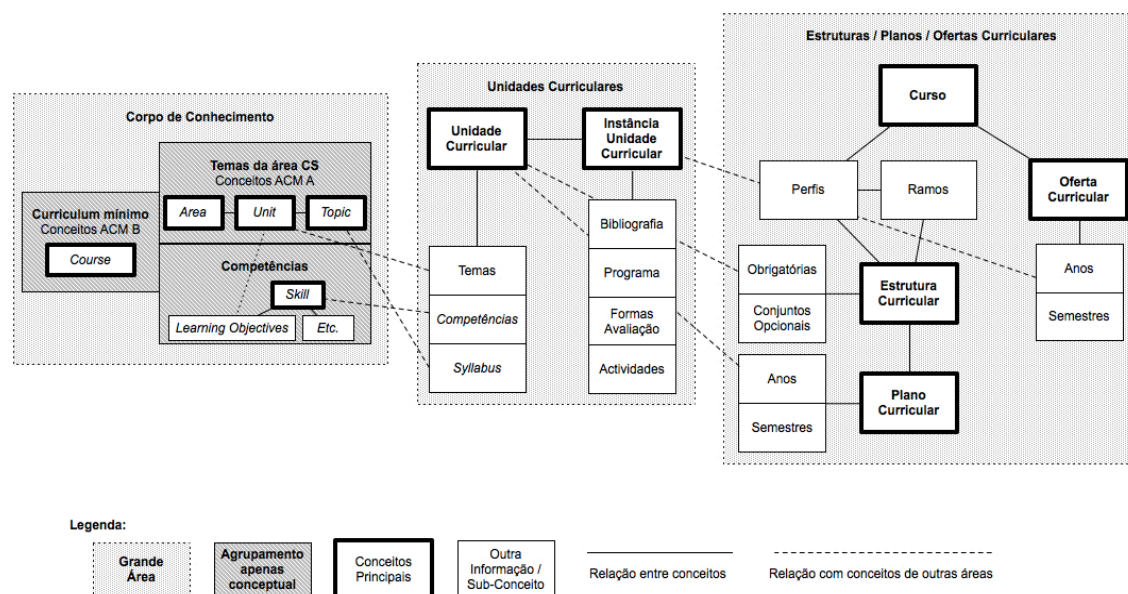 Corpo de Conhecimento
Temas da área CS
Conceitos ACM A
Area
Unit
Topic
Curriculum mínimo
Conceitos ACM B
Course
Competências
Skill
Learning Objectives
Etc.
Unidades Curriculares
Unidade
Curricular
Instância
Unidade
Curricular
Temas
Competências
Syllabus
Bibliografia
Programa
Formas
Avaliação
Actividades
Estruturas / Planos / Ofertas Curriculares
Curso
Perfis
Ramos
Oferta
Curricular
Obrigatórias
Conjuntos
Opcionais
Estrutura
Curricular
Anos
Semestres
Anos
Semestres
Plano
Curricular
Legenda:
Grande
Área
Agrupamento
apenas
conceptual
Conceitos
Principais
Outra
Informação /
Sub-Conceito
Relação entre conceitos
Relação com conceitos de outras áreas